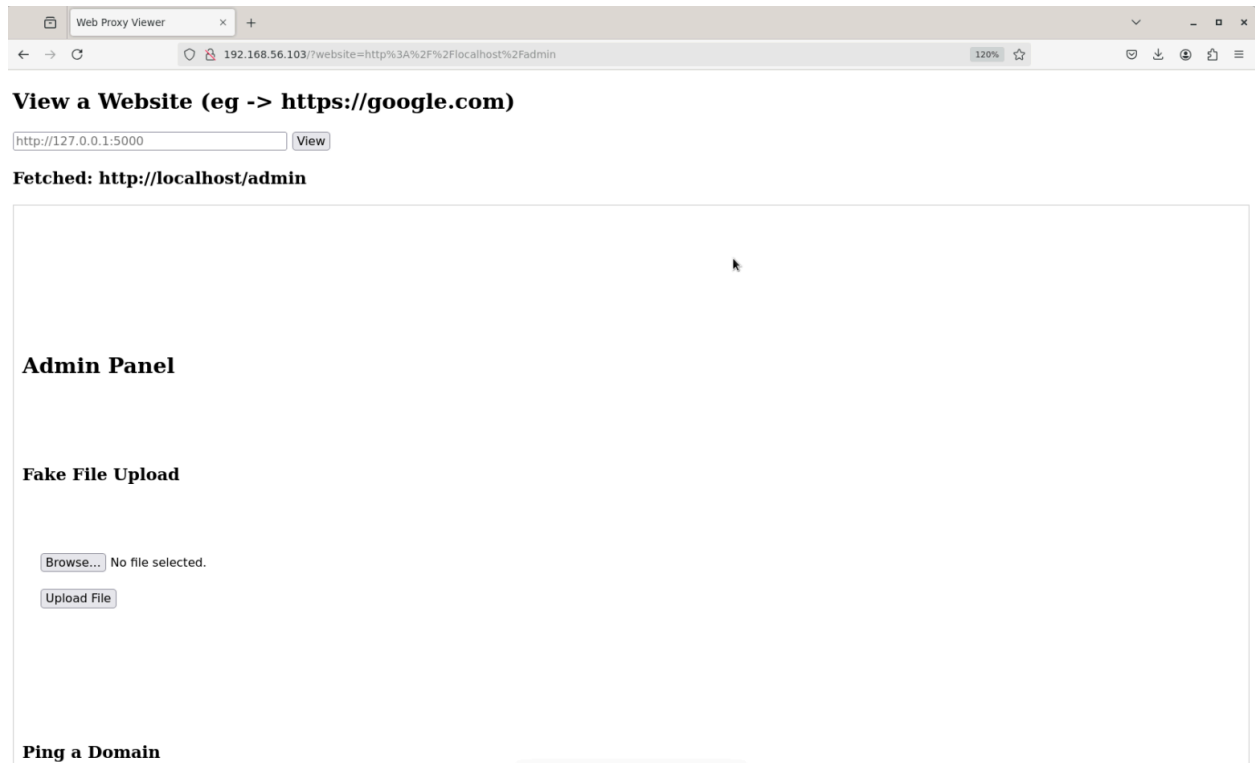 Web Proxy Viewer
192.168.56.103/?website=http%3A%2F%2Flocalhost%2Fadmin 120%
View a Website (eg -> https://google.com)
http://127.0.0.1:5000 View
Fetched: http://localhost/admin
Admin Panel
Fake File Upload
Browse... No file selected.
Upload File
Ping a Domain